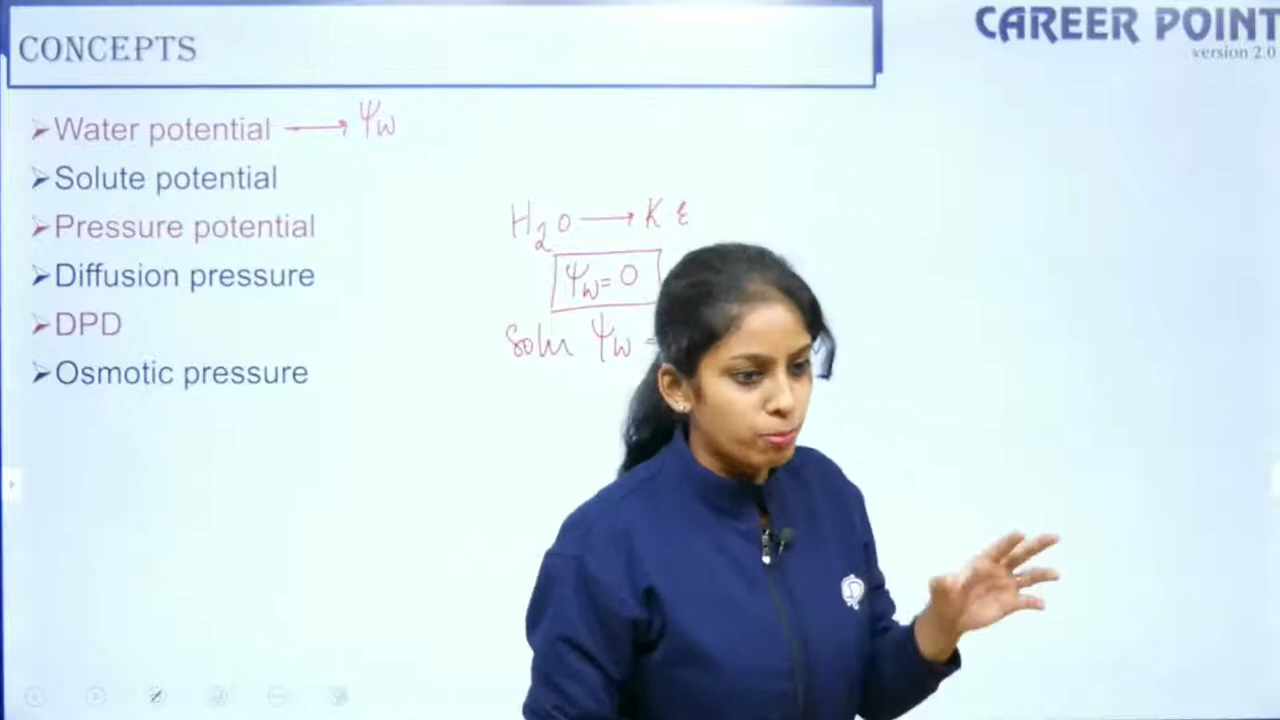 CAREER POINT
version 2.0
CONCEPTS
➢Water potential ⟶ Ψw
➢Solute potential
➢Pressure potential
➢Diffusion pressure
➢DPD
➢Osmotic pressure
H2O ⟶ K E
Ψw = 0
Soln Ψw =